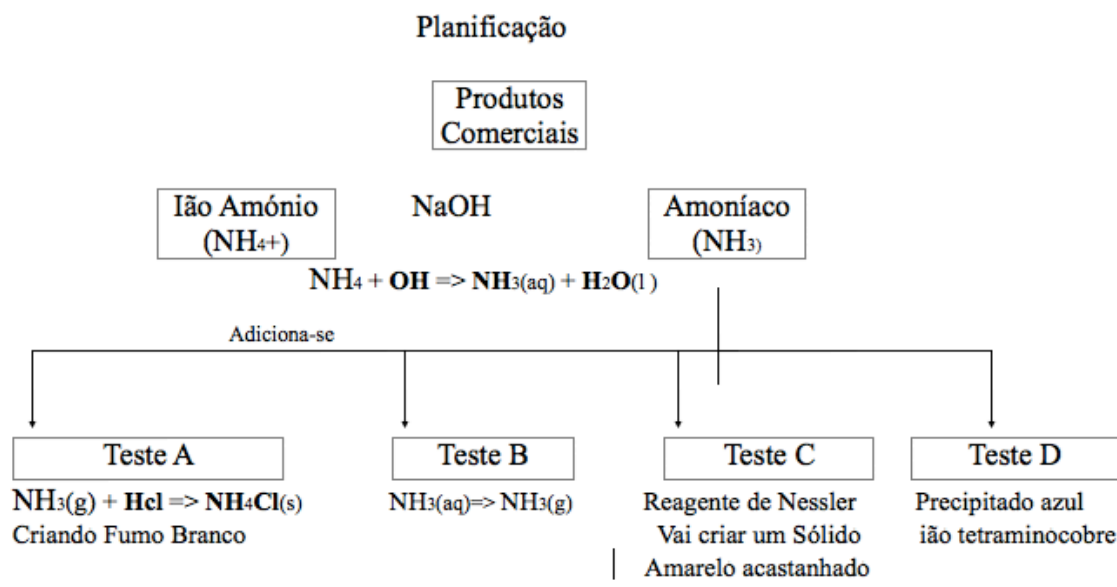 Planificação
Produtos
Comerciais
Ião Amónio
(NH4+)
NaOH
Amoníaco
(NH3)
NH4 + OH => NH3(aq) + H2O(l )
Adiciona-se
Teste A
NH3(g) + Hcl => NH4Cl(s)
Criando Fumo Branco
Teste B
NH3(aq)=> NH3(g)
Teste C
Reagente de Nessler
Vai criar um Sólido
Amarelo acastanhado
Teste D
Precipitado azul
ião tetraminocobre